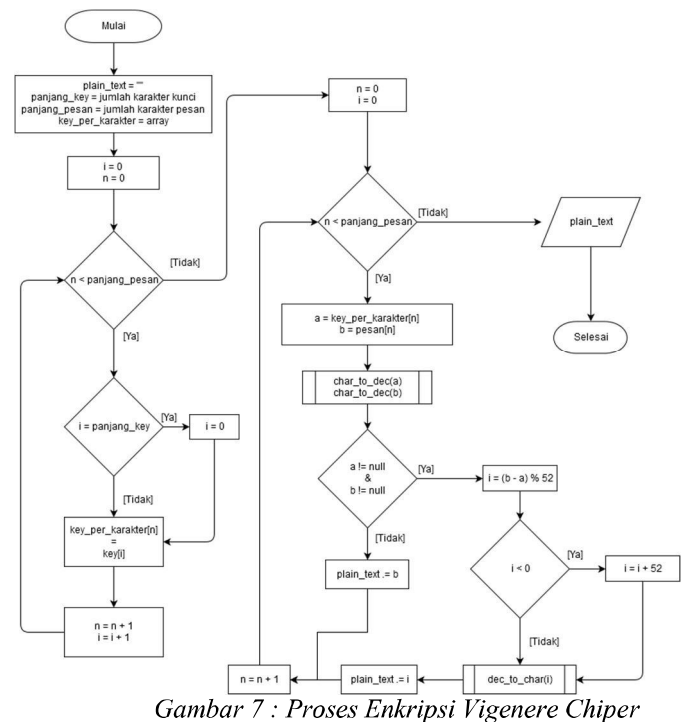 Mulai
plain_text = ""
panjang_key = jumlah karakter kunci
panjang_pesan = jumlah karakter pesan
key_per_karakter = array
i = 0
n = 0
n < panjang_pesan
[Tidak]
[Ya]
i = panjang_key
[Ya]
i = 0
[Tidak]
key_per_karakter[n]
=
key[i]
n = n + 1
i = i + 1
n = 0
i = 0
n < panjang_pesan
[Tidak]
plain_text
Selesai
[Ya]
a = key_per_karakter[n]
b = pesan[n]
char_to_dec(a)
char_to_dec(b)
a != null
&
b != null
[Ya]
i = (b - a) % 52
[Tidak]
plain_text .= b
i < 0
[Ya]
i = i + 52
[Tidak]
dec_to_char(i)
plain_text .= i
n = n + 1
Gambar 7 : Proses Enkripsi Vigenere Chiper